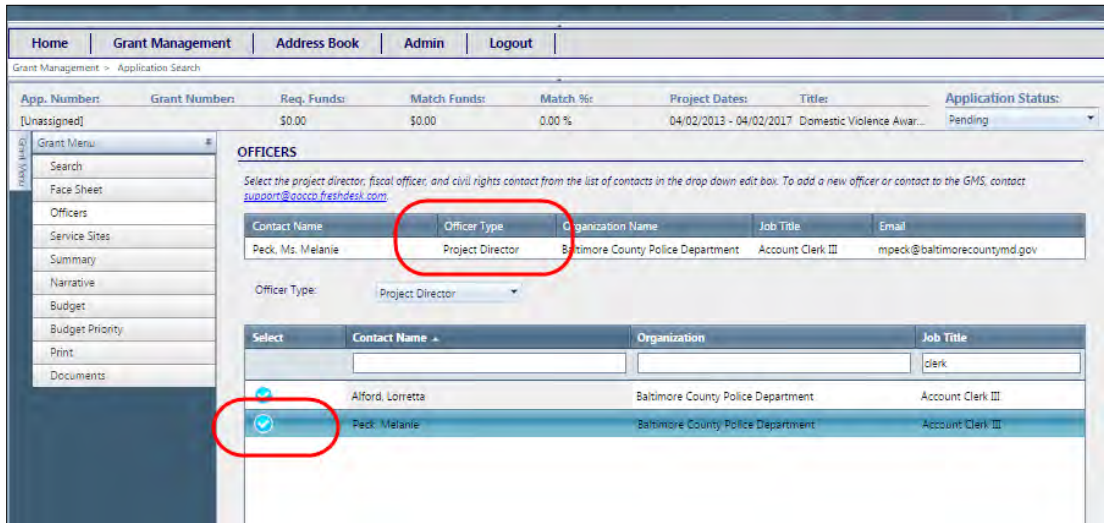 Home Grant Management Address Book Admin Logout
Grant Management > Application Search
App. Number: Grant Number: Req. Funds: Match Funds: Match %: Project Dates: Title: Application Status:
[Unassigned] $0.00 $0.00 0.00 % 04/02/2013 - 04/02/2017 Domestic Violence Awar... Pending
Grant Menu
Grant Menu
Search
Face Sheet
Officers
Service Sites
Summary
Narrative
Budget
Budget Priority
Print
Documents
OFFICERS
Select the project director, fiscal officer, and civil rights contact from the list of contacts in the drop down edit box. To add a new officer or contact to the GMS, contact
support@goccp.freshdesk.com.
Contact Name Officer Type Organization Name Job Title Email
Peck, Ms. Melanie Project Director Baltimore County Police Department Account Clerk III mpeck@baltimorecountymd.gov
Officer Type: Project Director
Select Contact Name Organization Job Title
clerk
Alford, Lorretta Baltimore County Police Department Account Clerk III
Peck, Melanie Baltimore County Police Department Account Clerk III